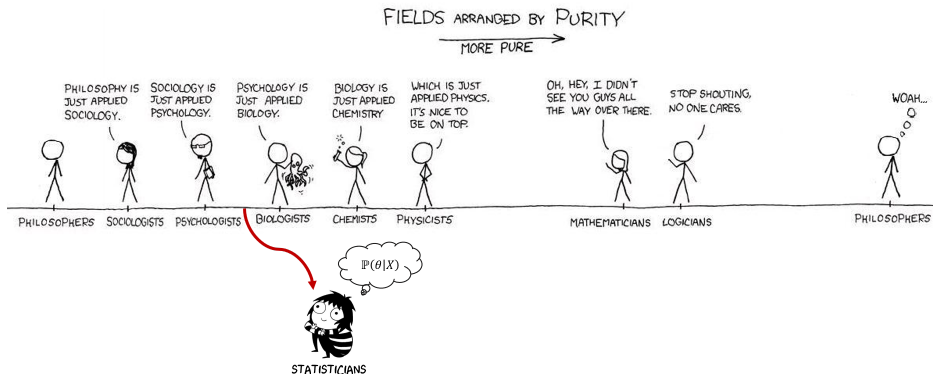 FIELDS ARRANGED BY PURITY
MORE PURE
PHILOSOPHY IS
JUST APPLIED
SOCIOLOGY.
SOCIOLOGY IS
JUST APPLIED
PSYCHOLOGY.
PSYCHOLOGY IS
JUST APPLIED
BIOLOGY.
BIOLOGY IS
JUST APPLIED
CHEMISTRY
WHICH IS JUST
APPLIED PHYSICS.
IT'S NICE TO
BE ON TOP.
OH, HEY, I DIDN'T
SEE YOU GUYS ALL
THE WAY OVER THERE.
STOP SHOUTING,
NO ONE CARES.
WOAH...
PHILOSOPHERS
SOCIOLOGISTS
PSYCHOLOGISTS
BIOLOGISTS
CHEMISTS
PHYSICISTS
MATHEMATICIANS
LOGICIANS
PHILOSOPHERS
ℙ(θ|X)
STATISTICIANS